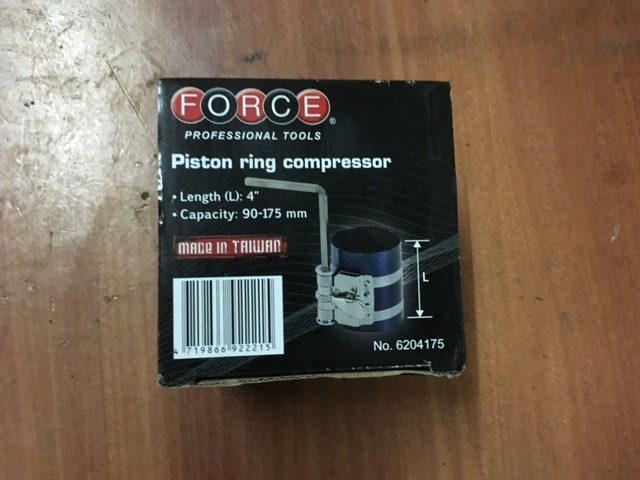 FORCE®
PROFESSIONAL TOOLS
Piston ring compressor
• Length (L): 4"
• Capacity: 90-175 mm
MADE IN TAIWAN
L
4 719866 922215
No. 6204175